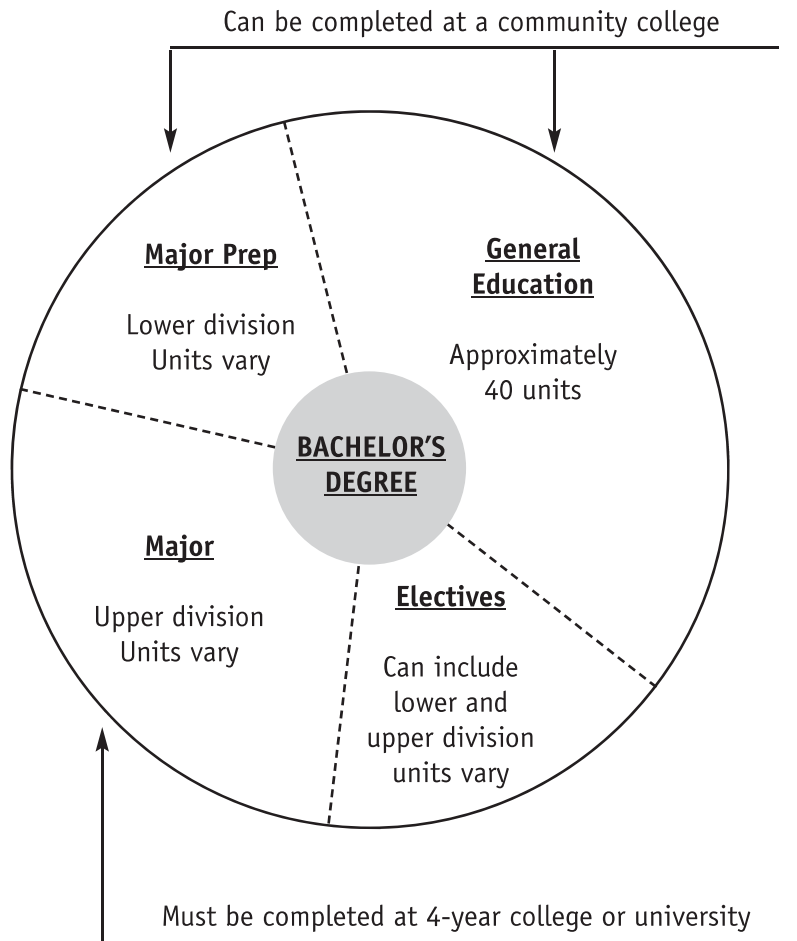 Can be completed at a community college
Major Prep
Lower division
Units vary
General
Education
Approximately
40 units
BACHELOR’S
DEGREE
Major
Upper division
Units vary
Electives
Can include
lower and
upper division
units vary
Must be completed at 4-year college or university